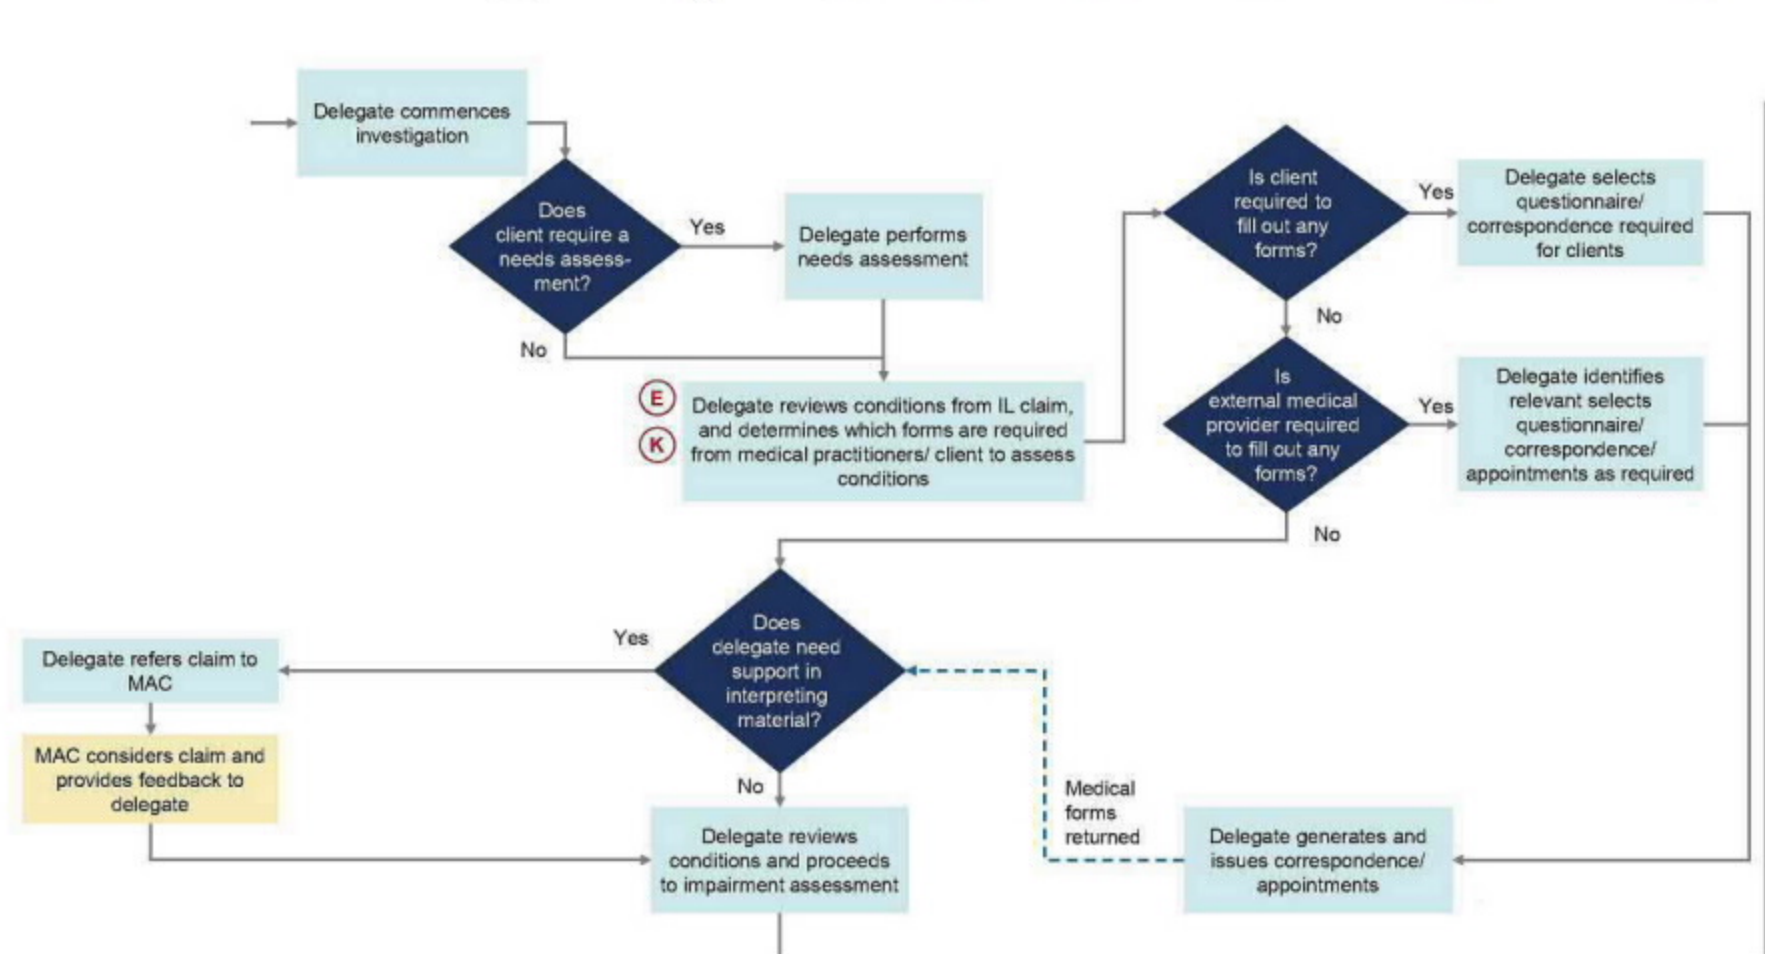 Delegate commences
investigation
Does
client require a
needs assess-
ment?
Yes
No
Delegate performs
needs assessment
E
K
Delegate reviews conditions from IL claim,
and determines which forms are required
from medical practitioners/ client to assess
conditions
Is client
required to
fill out any
forms?
Yes
No
Delegate selects
questionnaire/
correspondence required
for clients
Is
external medical
provider required
to fill out any
forms?
Yes
No
Delegate identifies
relevant selects
questionnaire/
correspondence/
appointments as required
Does
delegate need
support in
interpreting
material?
Yes
No
Delegate refers claim to
MAC
MAC considers claim and
provides feedback to
delegate
Delegate reviews
conditions and proceeds
to impairment assessment
Medical
forms
returned
Delegate generates and
issues correspondence/
appointments